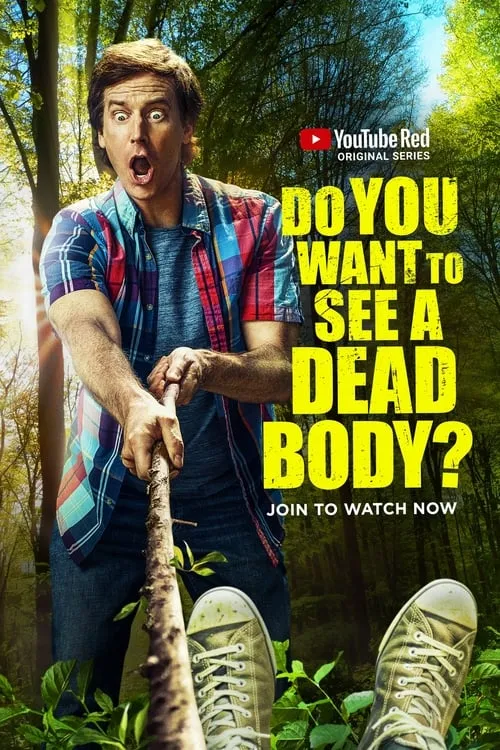 YouTube Red
ORIGINAL SERIES
DO YOU
WANT TO
SEE A
DEAD
BODY?
JOIN TO WATCH NOW